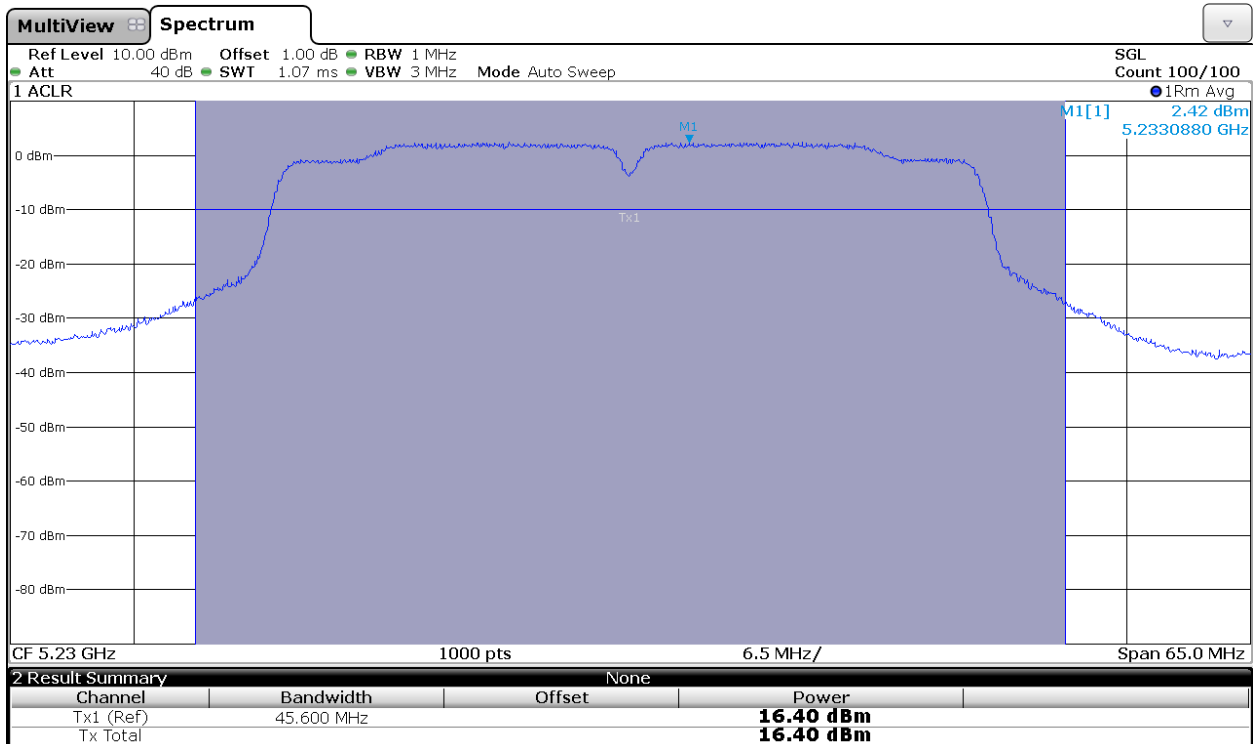 MultiView Spectrum
Ref Level 10.00 dBm Offset 1.00 dB RBW 1 MHz SGL
Att 40 dB SWT 1.07 ms VBW 3 MHz Mode Auto Sweep Count 100/100
1 ACLR 1Rm Avg
M1[1] 2.42 dBm
5.2330880 GHz
M1
0 dBm
-10 dBm
Tx1
-20 dBm
-30 dBm
-40 dBm
-50 dBm
-60 dBm
-70 dBm
-80 dBm
CF 5.23 GHz 1000 pts 6.5 MHz/ Span 65.0 MHz
2 Result Summary None
Channel Bandwidth Offset Power
Tx1 (Ref) 45.600 MHz 16.40 dBm
Tx Total 16.40 dBm